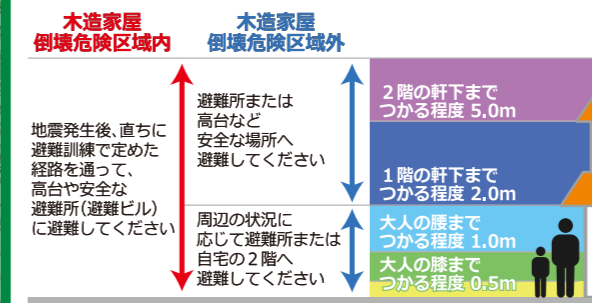 木造家屋
倒壊危険区域内
木造家屋
倒壊危険区域外
地震発生後、直ちに
避難訓練で定めた
経路を通って、
高台や安全な
避難所(避難ビル)
に避難してください
避難所または
高台など
安全な場所へ
避難してください
周辺の状況に
応じて避難所または
自宅の2階へ
避難してください
2階の軒下まで
つかる程度 5.0m
1階の軒下まで
つかる程度 2.0m
大人の腰まで
つかる程度 1.0m
大人の膝まで
つかる程度 0.5m